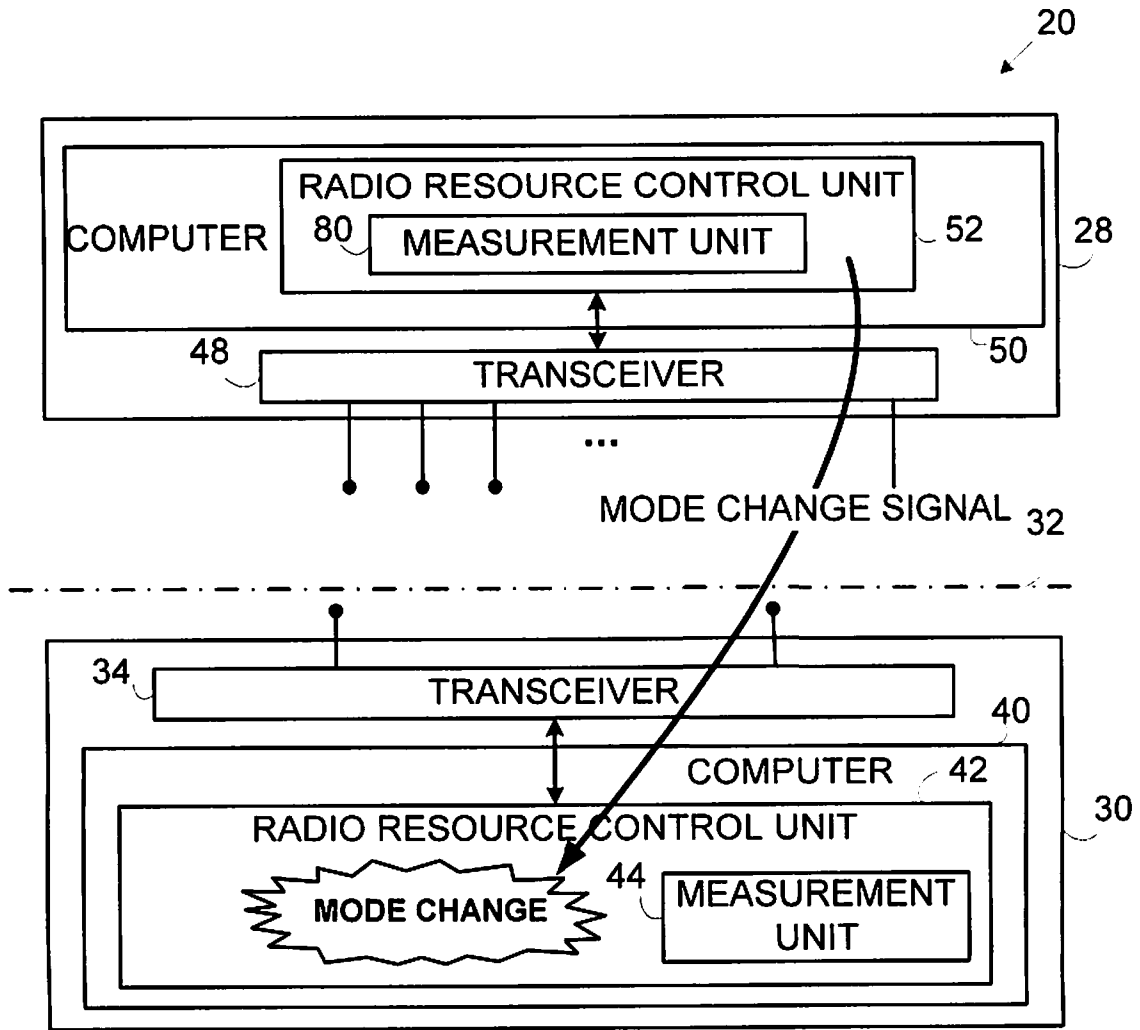 20
RADIO RESOURCE CONTROL UNIT
COMPUTER
80
MEASUREMENT UNIT
52
28
50
48
TRANSCEIVER
...
MODE CHANGE SIGNAL
32
34
TRANSCEIVER
40
COMPUTER
42
30
RADIO RESOURCE CONTROL UNIT
MODE CHANGE
44
MEASUREMENT
UNIT